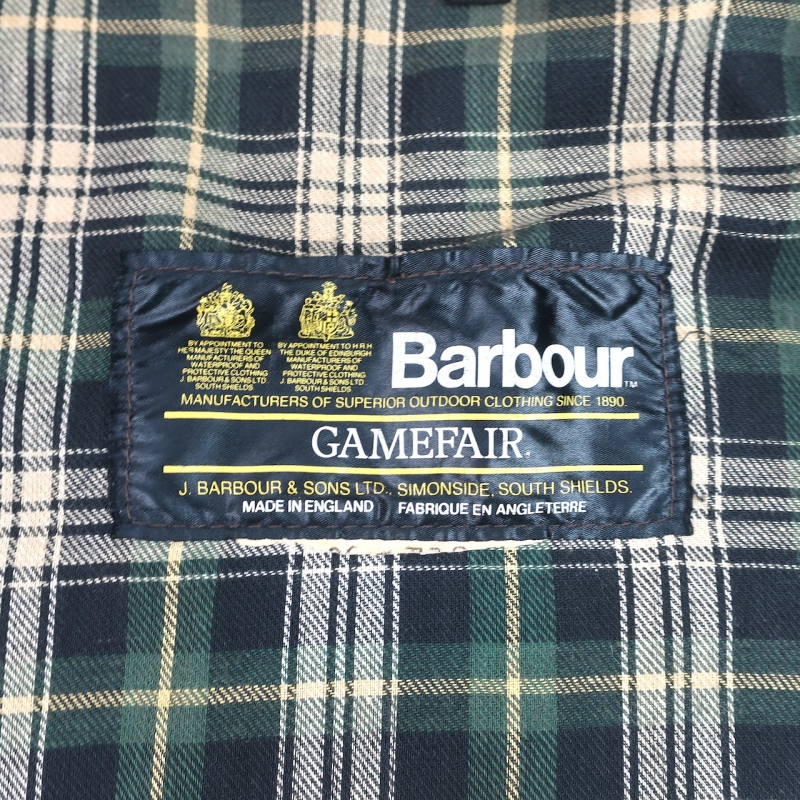 BY APPOINTMENT TO
HER MAJESTY THE QUEEN
MANUFACTURERS OF
WATERPROOF AND
PROTECTIVE CLOTHING
J. BARBOUR & SONS LTD
SOUTH SHIELDS
BY APPOINTMENT TO H.R.H
THE DUKE OF EDINBURGH
MANUFACTURERS OF
WATERPROOF AND
PROTECTIVE CLOTHING
J. BARBOUR & SONS LTD.
SOUTH SHIELDS
Barbour™
MANUFACTURERS OF SUPERIOR OUTDOOR CLOTHING SINCE 1890.
GAMEFAIR.
J. BARBOUR & SONS LTD., SIMONSIDE, SOUTH SHIELDS.
MADE IN ENGLAND FABRIQUE EN ANGLETERRE